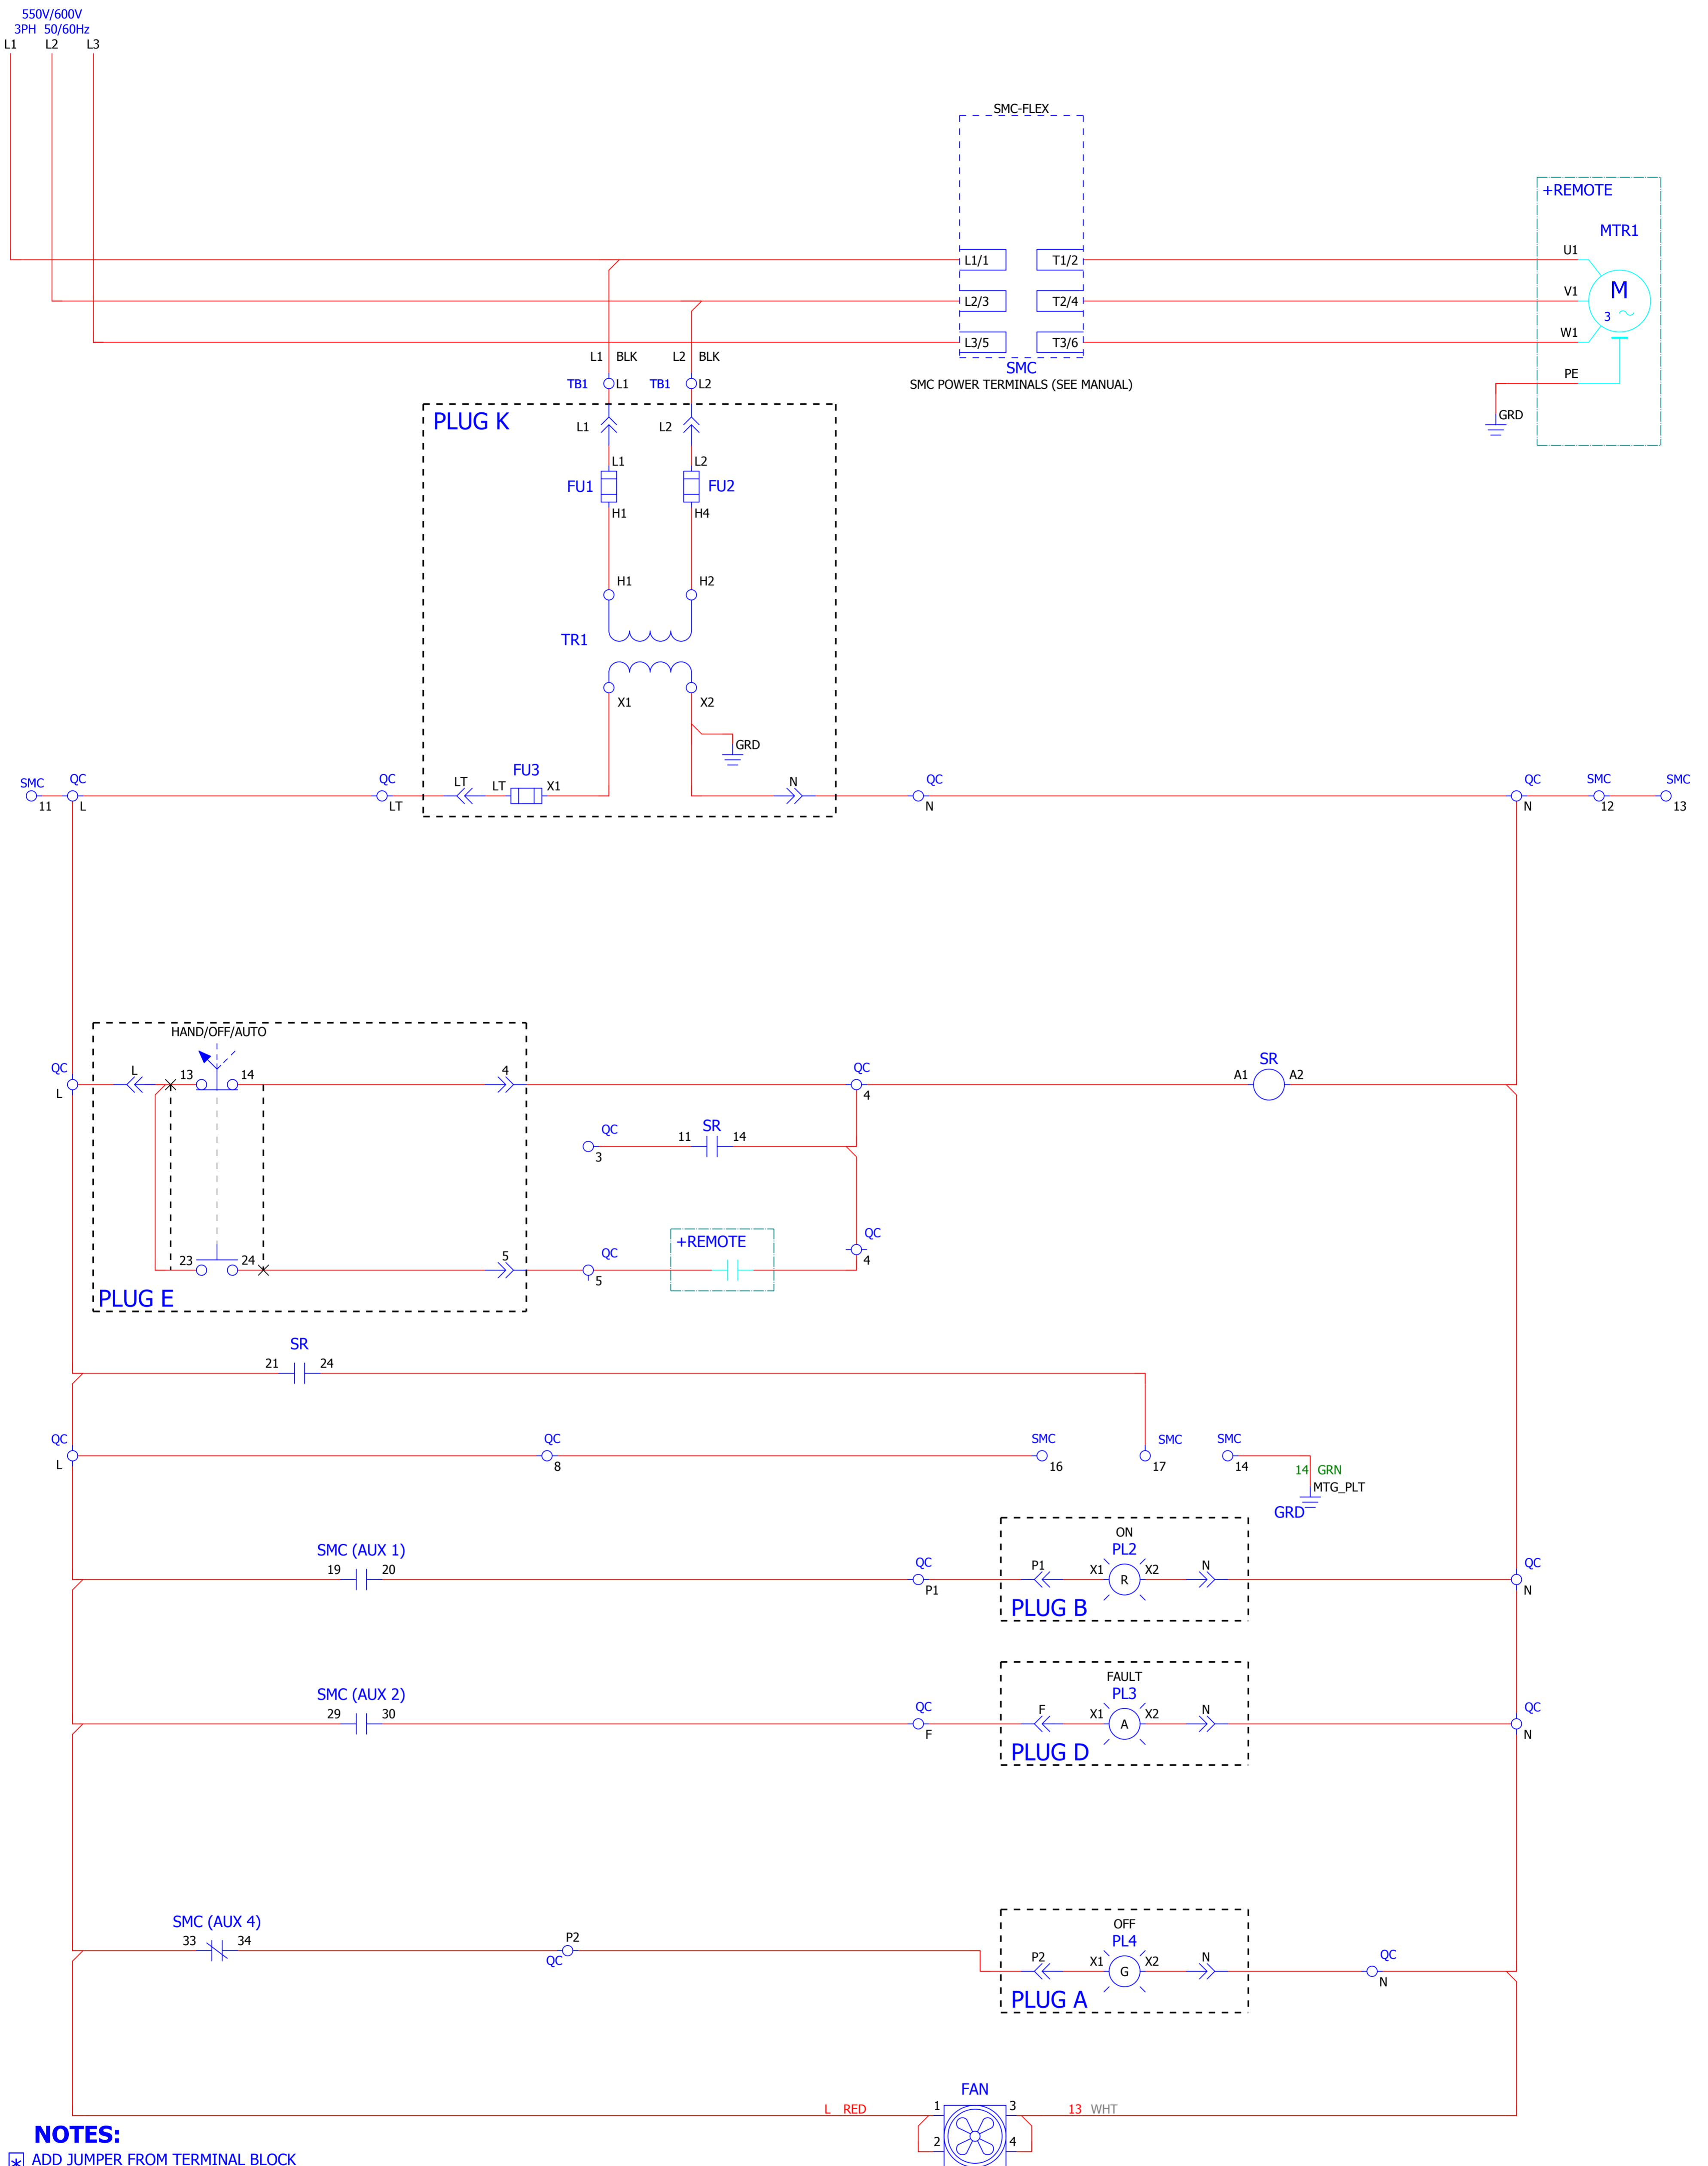 550V/600V
3PH 50/60Hz
L1 L2 L3
SMC-FLEX
+REMOTE
MTR1
L1/1 T1/2 U1
L2/3 T2/4 V1
M
3
L3/5 T3/6 W1
SMC
SMC POWER TERMINALS (SEE MANUAL)
PE
GRD
L1 BLK L2 BLK
TB1 L1 TB1 L2
PLUG K
L1 L2
L1 L2
FU1 FU2
H1 H4
H1 H2
TR1
X1 X2
GRD
SMC QC QC LT LT FU3 X1 N QC QC SMC SMC
11 L LT N N 12 13
HAND/OFF/AUTO
QC L 13 14 4 QC A1 SR A2
L 4
QC 11 SR 14
3
+REMOTE
QC
4
23 24 5 QC
5
PLUG E
SR
21 24
QC QC SMC SMC SMC
L 8 16 17 14
14 GRN
MTG_PLT
GRD
ON
SMC (AUX 1) PL2
19 20 QC P1 X1 R X2 N QC
P1 N
PLUG B
FAULT
SMC (AUX 2) PL3
29 30 QC F X1 A X2 N QC
F N
PLUG D
OFF
SMC (AUX 4) PL4
33 34 P2
QC
P2 X1 G X2 N QC
N
PLUG A
FAN
L RED 1 3 13 WHT
2 4
NOTES:
* ADD JUMPER FROM TERMINAL BLOCK